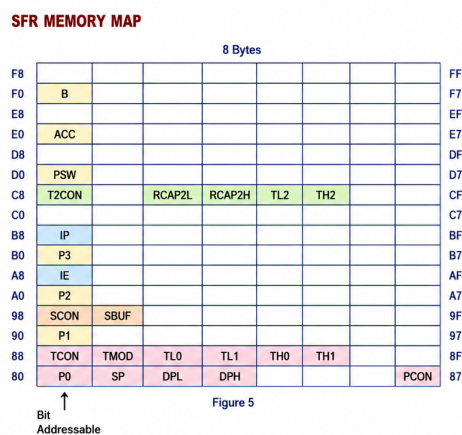 SFR MEMORY MAP
8 Bytes
F8 FF
F0 B F7
E8 EF
E0 ACC E7
D8 DF
D0 PSW D7
C8 T2CON RCAP2L RCAP2H TL2 TH2 CF
C0 C7
B8 IP BF
B0 P3 B7
A8 IE AF
A0 P2 A7
98 SCON SBUF 9F
90 P1 97
88 TCON TMOD TL0 TL1 TH0 TH1 8F
80 P0 SP DPL DPH PCON 87
Figure 5
Bit
Addressable